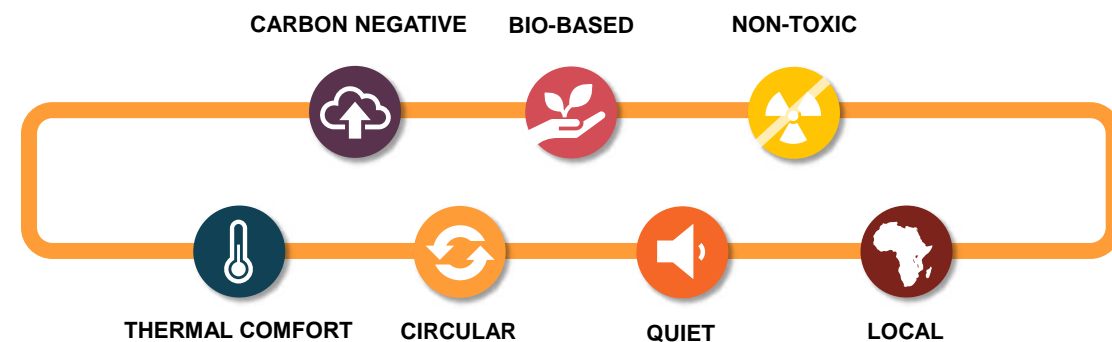 CARBON NEGATIVE
BIO-BASED
NON-TOXIC
THERMAL COMFORT
CIRCULAR
QUIET
LOCAL